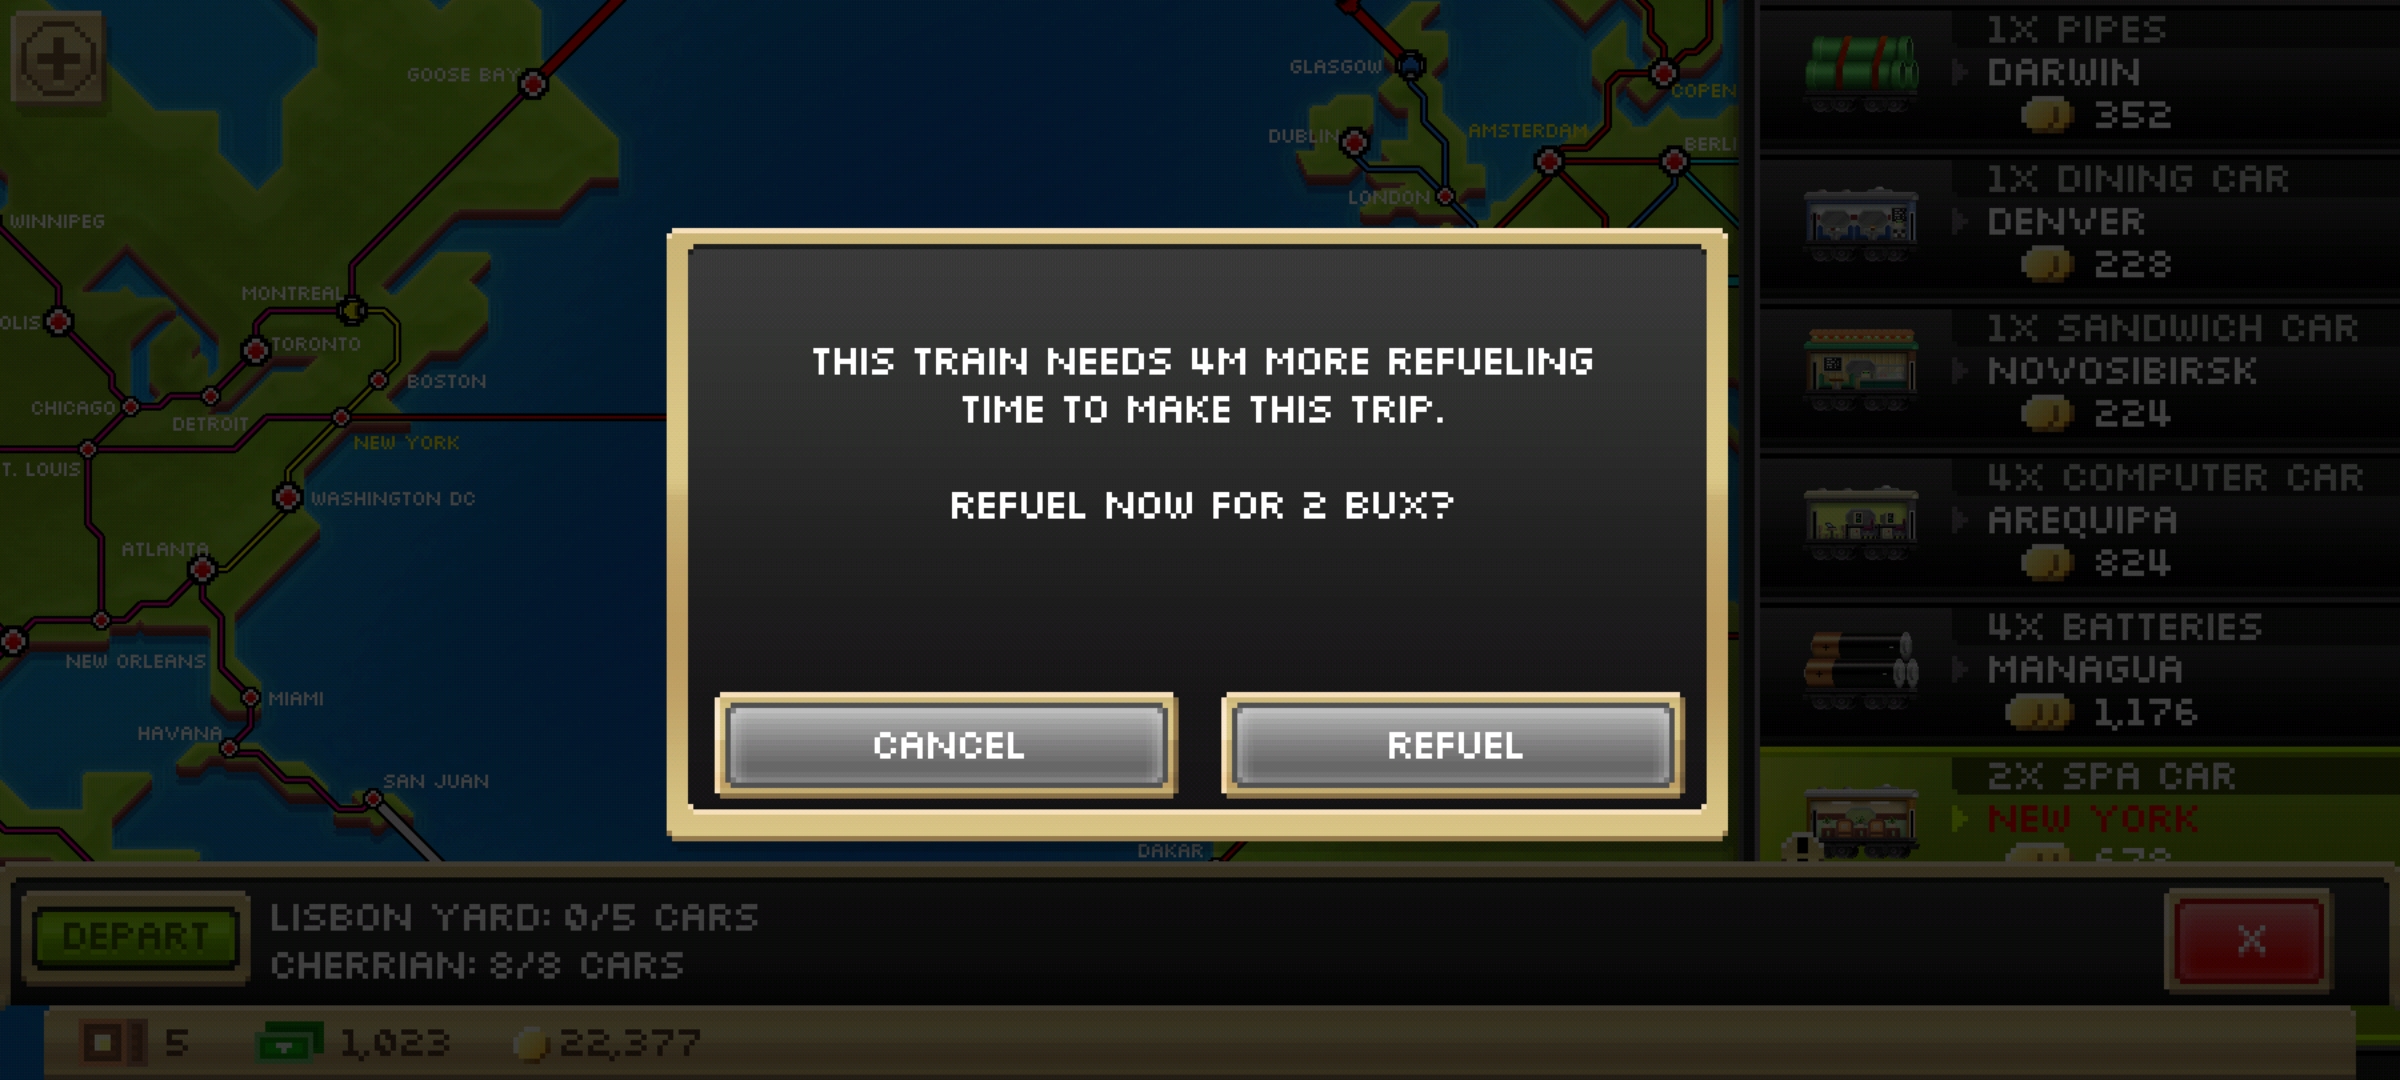 GOOSE BAY
GLASGOW
DUBLIN
LONDON
AMSTERDAM
WINNIPEG
MONTREAL
TORONTO
BOSTON
CHICAGO
DETROIT
NEW YORK
T. LOUIS
WASHINGTON DC
ATLANTA
NEW ORLEANS
MIAMI
HAVANA
SAN JUAN
DAKAR
OLIS
COPEN
BERLI
THIS TRAIN NEEDS 4M MORE REFUELING
TIME TO MAKE THIS TRIP.
REFUEL NOW FOR 2 BUX?
CANCEL
REFUEL
1X PIPES
DARWIN
352
1X DINING CAR
DENVER
228
1X SANDWICH CAR
NOVOSIBIRSK
224
4X COMPUTER CAR
AREQUIPA
824
4X BATTERIES
MANAGUA
1,176
2X SPA CAR
NEW YORK
DEPART
LISBON YARD: 0/5 CARS
CHERRIAN: 8/8 CARS
X
5
1,023
22,377